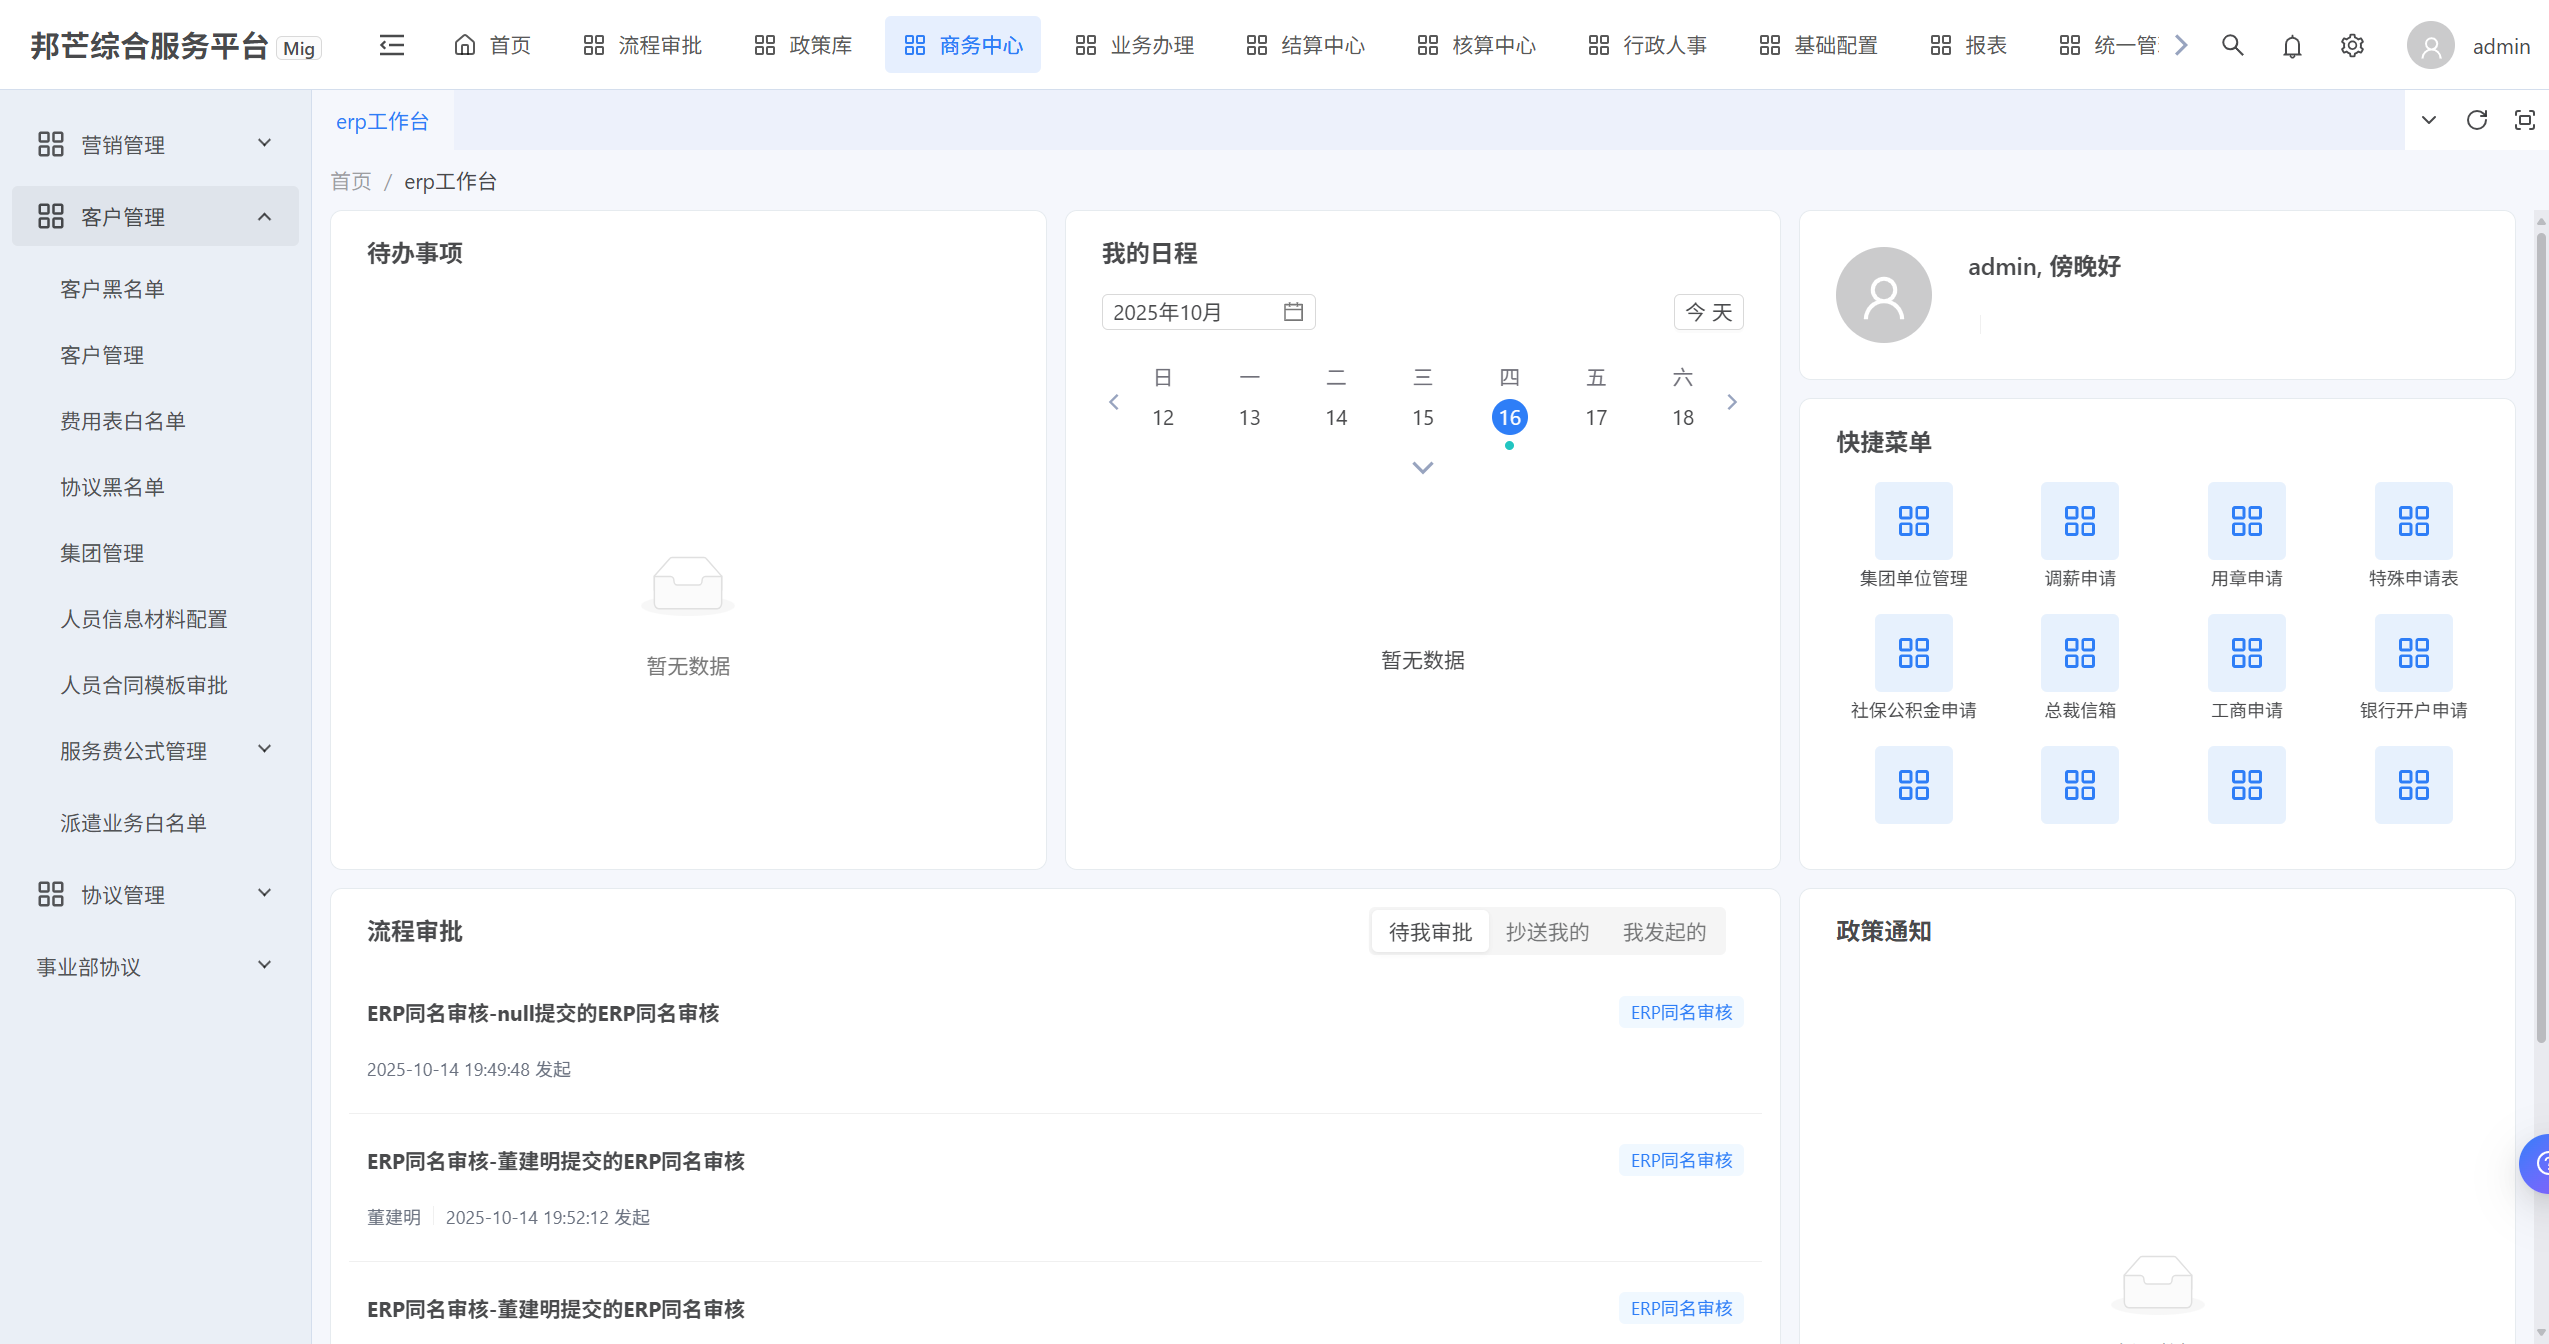 邦芒综合服务平台 Mig
首页 流程审批 政策库 商务中心 业务办理 结算中心 核算中心 行政人事 基础配置 报表 统一管
admin
营销管理
客户管理
客户黑名单
客户管理
费用表白名单
协议黑名单
集团管理
人员信息材料配置
人员合同模板审批
服务费公式管理
派遣业务白名单
协议管理
事业部协议
erp工作台
首页 / erp工作台
待办事项
暂无数据
我的日程
2025年10月
今 天
日 一 二 三 四 五 六
12 13 14 15 16 17 18
暂无数据
admin, 傍晚好
快捷菜单
集团单位管理 调薪申请 用章申请 特殊申请表
社保公积金申请 总裁信箱 工商申请 银行开户申请
流程审批
待我审批 抄送我的 我发起的
ERP同名审核-null提交的ERP同名审核
ERP同名审核
2025-10-14 19:49:48 发起
ERP同名审核-董建明提交的ERP同名审核
ERP同名审核
董建明 2025-10-14 19:52:12 发起
ERP同名审核-董建明提交的ERP同名审核
ERP同名审核
政策通知